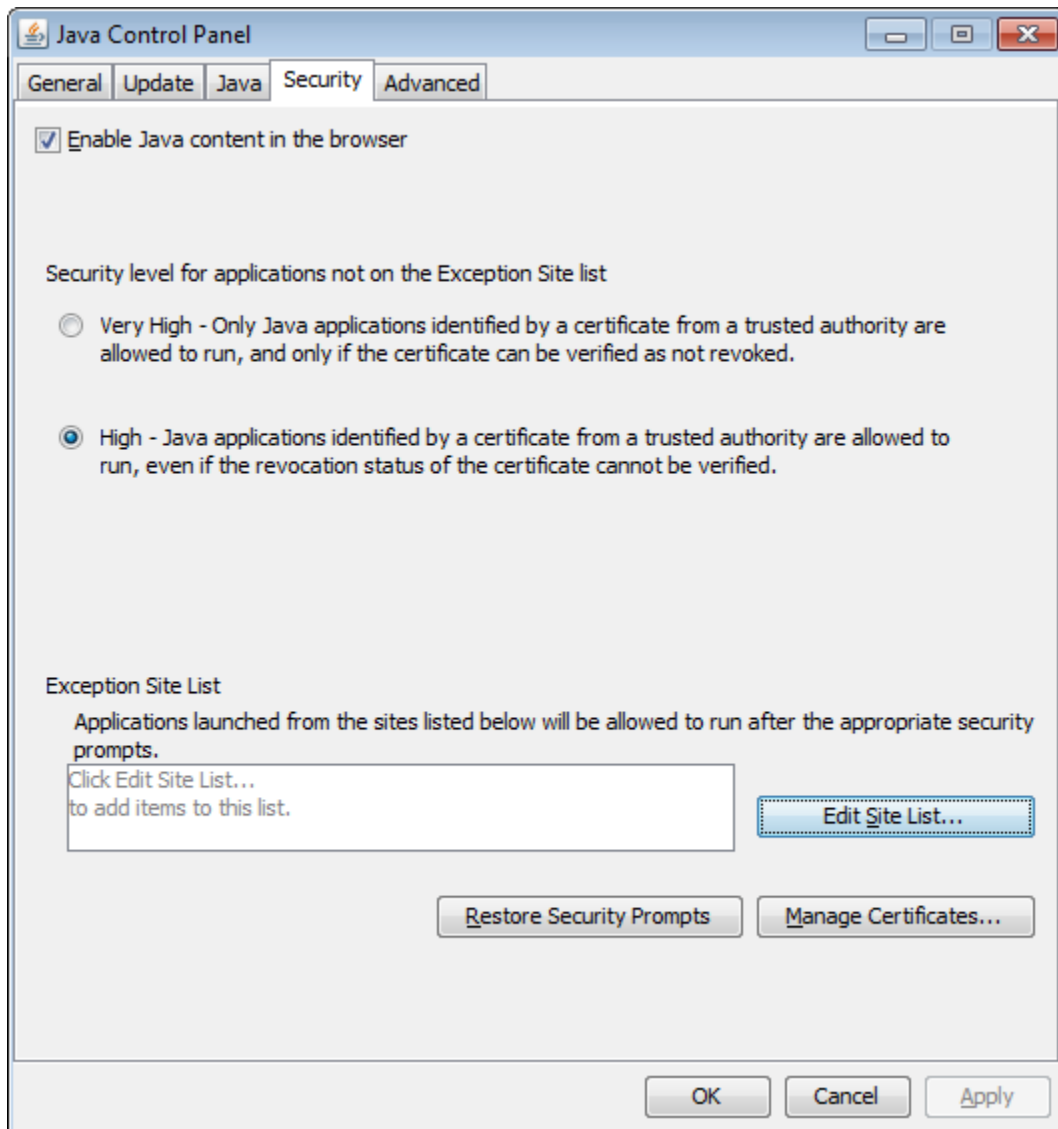 Java Control Panel
General Update Java Security Advanced
Enable Java content in the browser
Security level for applications not on the Exception Site list
Very High - Only Java applications identified by a certificate from a trusted authority are
allowed to run, and only if the certificate can be verified as not revoked.
High - Java applications identified by a certificate from a trusted authority are allowed to
run, even if the revocation status of the certificate cannot be verified.
Exception Site List
Applications launched from the sites listed below will be allowed to run after the appropriate security
prompts.
Click Edit Site List...
to add items to this list.
Edit Site List...
Restore Security Prompts Manage Certificates...
OK Cancel Apply